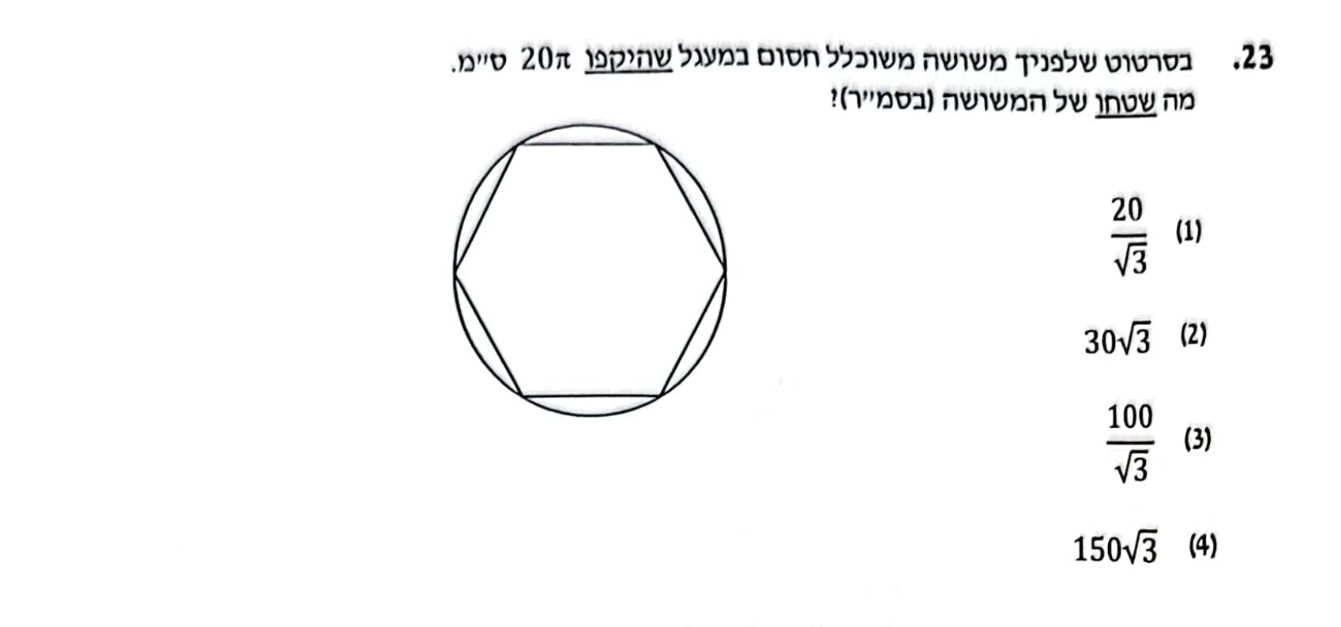 23. בסרטוט שלפניך משושה משוכלל חסום במעגל שהיקפו 20π ס״מ.
מה שטחו של המשושה (בסמ״ר)?
(1) 20/√3
(2) 30√3
(3) 100/√3
(4) 150√3